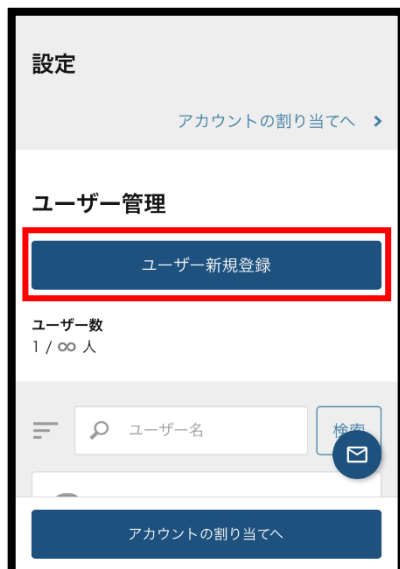 設定
アカウントの割り当てへ
ユーザー管理
ユーザー新規登録
ユーザー数
1 / ∞ 人
ユーザー名
検索
アカウントの割り当てへ